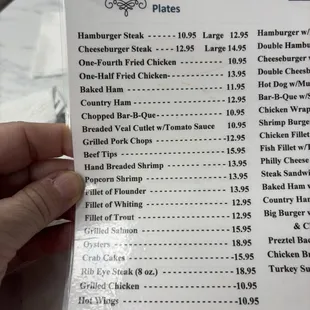 Plates
Hamburger Steak ------- 10.95 Large 12.95
Cheeseburger Steak ---- 12.95 Large 14.95
One-Fourth Fried Chicken ---------- 10.95
One-Half Fried Chicken------------- 13.95
Baked Ham ------------------------ 11.95
Country Ham ---------------------- 12.95
Chopped Bar-B-Que---------------- 10.95
Breaded Veal Cutlet w/Tomato Sauce 10.95
Grilled Pork Chops ----------------12.95
Beef Tips --------------------------15.95
Hand Breaded Shrimp --------------13.95
Popcorn Shrimp --------------------13.95
Fillet of Flounder ------------------13.95
Fillet of Whiting -------------------12.95
Fillet of Trout ---------------------12.95
Grilled Salmon --------------------15.95
Oysters ---------------------------18.95
Crab Cakes------------------------15.95
Rib Eye Steak (8 oz.) ---------------18.95
Grilled Chicken --------------------10.95
Hot Wings -------------------------10.95
Hamburger w/
Double Hambu
Cheeseburger
Double Cheesb
Hot Dog w/Mu
Bar-B-Que w/S
Chicken Wrap
Shrimp Burge
Chicken Fillet
Fish Fillet w/T
Philly Cheese
Steak Sandwi
Baked Ham
Country Han
Big Burger w
& C
Preztel Bac
Chicken Br
Turkey Su